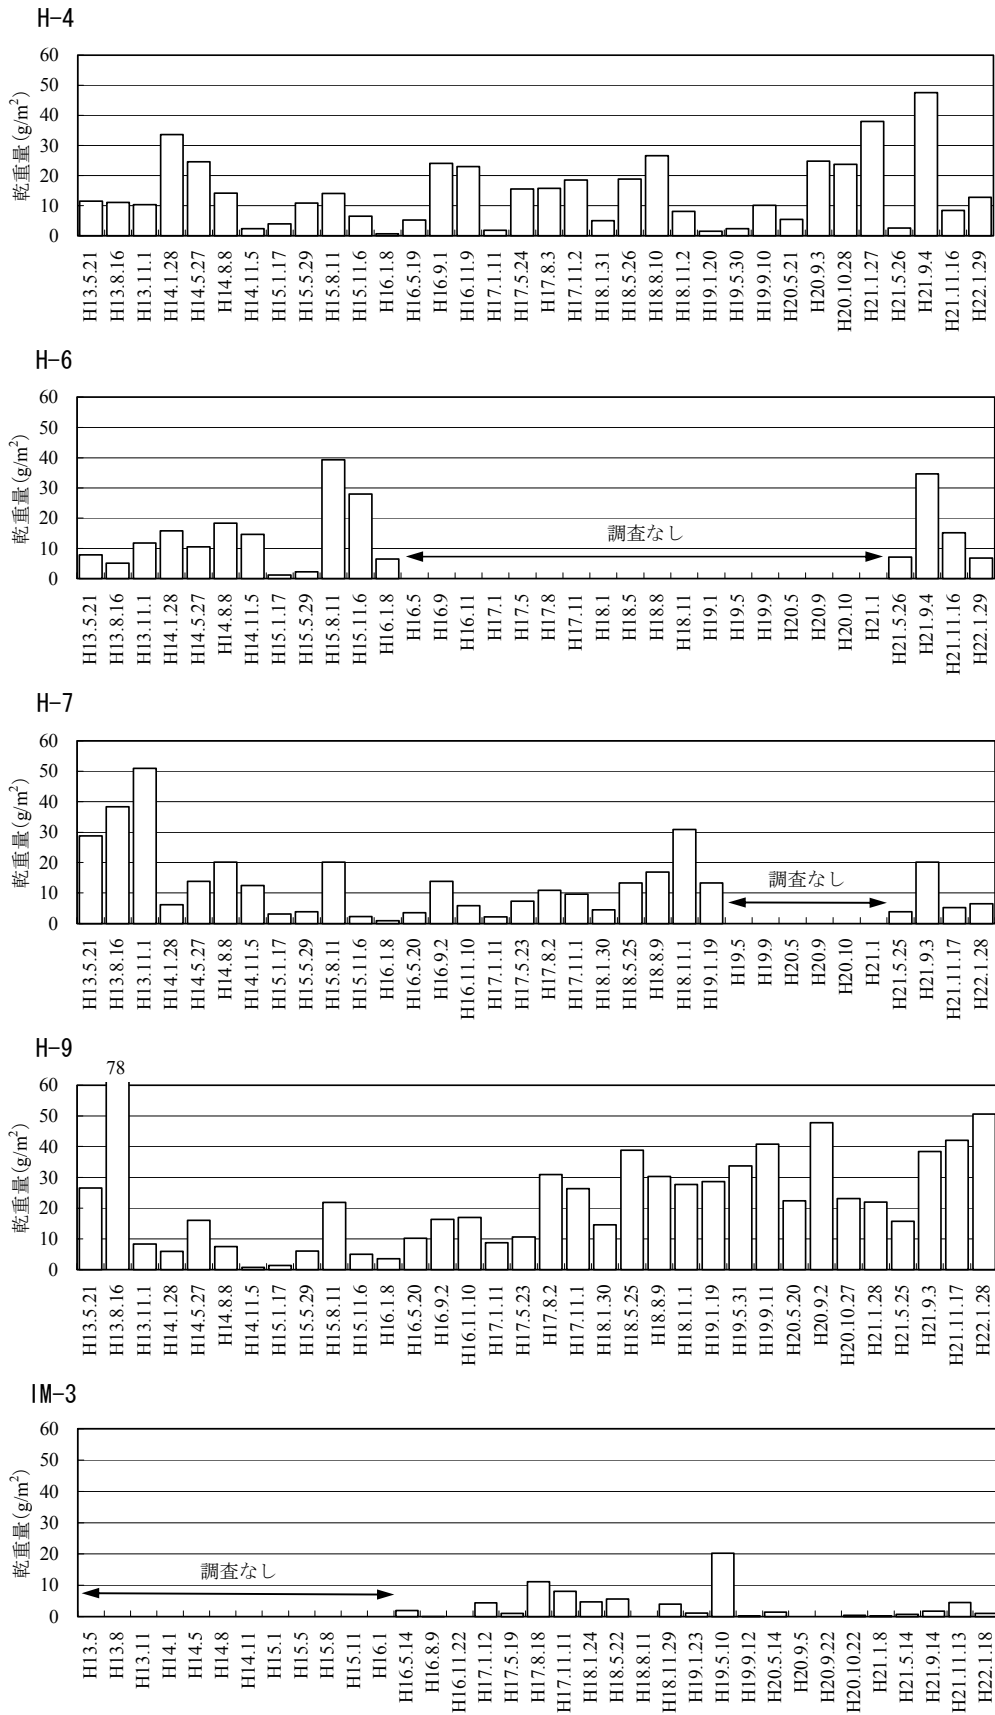 H-4
60
50
40
30
20
10
0
乾重量(g/m²)
H13.5.21 H13.8.16 H13.11.1 H14.1.28 H14.5.27 H14.8.8 H14.11.5 H15.1.17 H15.5.29 H15.8.11 H15.11.6 H16.1.8 H16.5.19 H16.9.1 H16.11.9 H17.1.11 H17.5.24 H17.8.3 H17.11.2 H18.1.31 H18.5.26 H18.8.10 H18.11.2 H19.1.20 H19.5.30 H19.9.10 H20.5.21 H20.9.3 H20.10.28 H21.1.27 H21.5.26 H21.9.4 H21.11.16 H22.1.29
H-6
60
50
40
30
20
10
0
乾重量(g/m²)
調査なし
H13.5.21 H13.8.16 H13.11.1 H14.1.28 H14.5.27 H14.8.8 H14.11.5 H15.1.17 H15.5.29 H15.8.11 H15.11.6 H16.1.8 H16.5 H16.9 H16.11 H17.1 H17.5 H17.8 H17.11 H18.1 H18.5 H18.8 H18.11 H19.1 H19.5 H19.9 H20.5 H20.9 H20.10 H21.1 H21.5.26 H21.9.4 H21.11.16 H22.1.29
H-7
60
50
40
30
20
10
0
乾重量(g/m²)
調査なし
H13.5.21 H13.8.16 H13.11.1 H14.1.28 H14.5.27 H14.8.8 H14.11.5 H15.1.17 H15.5.29 H15.8.11 H15.11.6 H16.1.8 H16.5.20 H16.9.2 H16.11.10 H17.1.11 H17.5.23 H17.8.2 H17.11.1 H18.1.30 H18.5.25 H18.8.9 H18.11.1 H19.1.19 H19.5 H19.9 H20.5 H20.9 H20.10 H21.1 H21.5.25 H21.9.3 H21.11.17 H22.1.28
H-9
78
60
50
40
30
20
10
0
乾重量(g/m²)
H13.5.21 H13.8.16 H13.11.1 H14.1.28 H14.5.27 H14.8.8 H14.11.5 H15.1.17 H15.5.29 H15.8.11 H15.11.6 H16.1.8 H16.5.20 H16.9.2 H16.11.10 H17.1.11 H17.5.23 H17.8.2 H17.11.1 H18.1.30 H18.5.25 H18.8.9 H18.11.1 H19.1.19 H19.5.31 H19.9.11 H20.5.20 H20.9.2 H20.10.27 H21.1.28 H21.5.25 H21.9.3 H21.11.17 H22.1.28
IM-3
60
50
40
30
20
10
0
乾重量(g/m²)
調査なし
H13.5 H13.8 H13.11 H14.1 H14.5 H14.8 H14.11 H15.1 H15.5 H15.8 H15.11 H16.1 H16.5.14 H16.8.9 H16.11.22 H17.1.12 H17.5.19 H17.8.18 H17.11.11 H18.1.24 H18.5.22 H18.8.11 H18.11.29 H19.1.23 H19.5.10 H19.9.12 H20.5.14 H20.9.5 H20.9.22 H20.10.22 H21.1.8 H21.5.14 H21.9.14 H21.11.13 H22.1.18